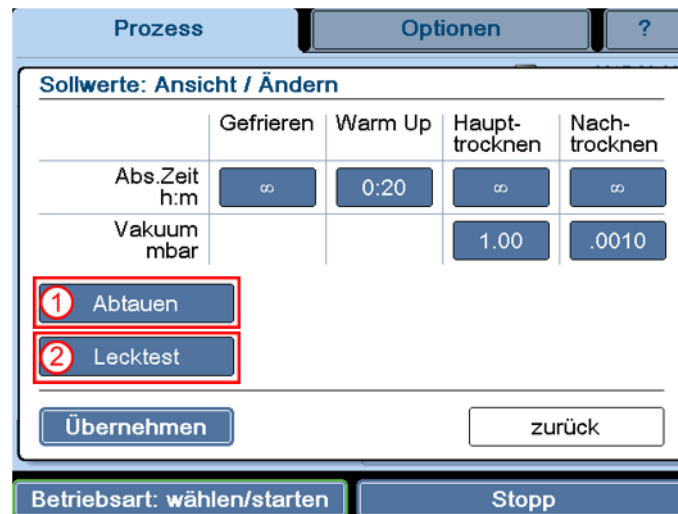 Prozess Optionen ?
Sollwerte: Ansicht / Ändern
Gefrieren Warm Up Haupt-
trocknen Nach-
trocknen
Abs.Zeit
h:m ∞ 0:20 ∞ ∞
Vakuum
mbar 1.00 .0010
1 Abtauen
2 Lecktest
Übernehmen zurück
Betriebsart: wählen/starten Stopp